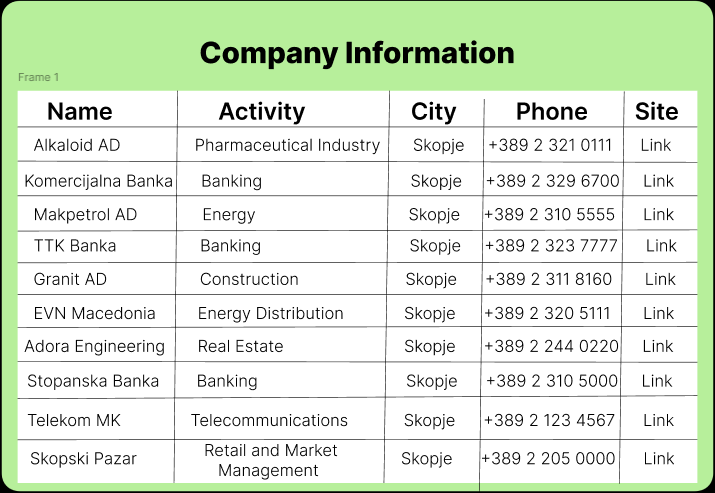 Company Information
Frame 1
Name Activity City Phone Site
Alkaloid AD Pharmaceutical Industry Skopje +389 2 321 0111 Link
Komercijalna Banka Banking Skopje +389 2 329 6700 Link
Makpetrol AD Energy Skopje +389 2 310 5555 Link
TTK Banka Banking Skopje +389 2 323 7777 Link
Granit AD Construction Skopje +389 2 311 8160 Link
EVN Macedonia Energy Distribution Skopje +389 2 320 5111 Link
Adora Engineering Real Estate Skopje +389 2 244 0220 Link
Stopanska Banka Banking Skopje +389 2 310 5000 Link
Telekom MK Telecommunications Skopje +389 2 123 4567 Link
Skopski Pazar Retail and Market Management Skopje +389 2 205 0000 Link